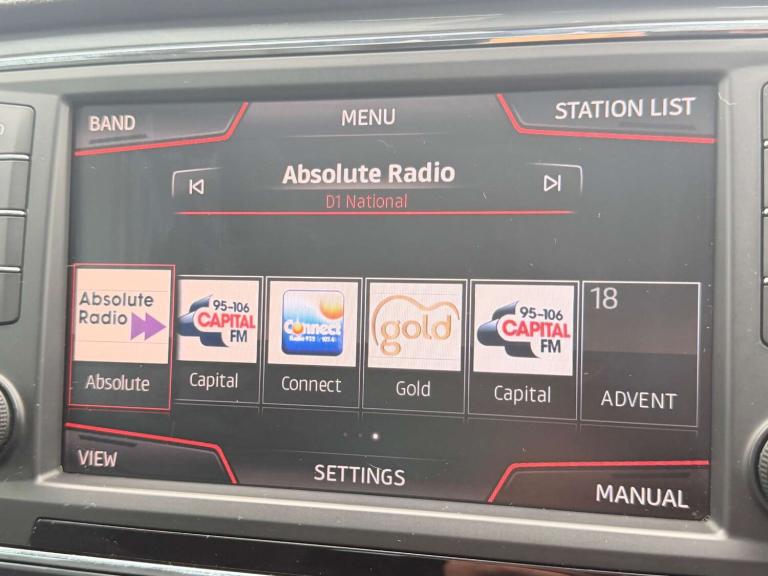 BAND
MENU
STATION LIST
Absolute Radio
D1 National
Absolute
Radio
95-106
CAPITAL
FM
Connect
gold
95-106
CAPITAL
FM
18
Absolute
Capital
Connect
Gold
Capital
ADVENT
VIEW
SETTINGS
MANUAL